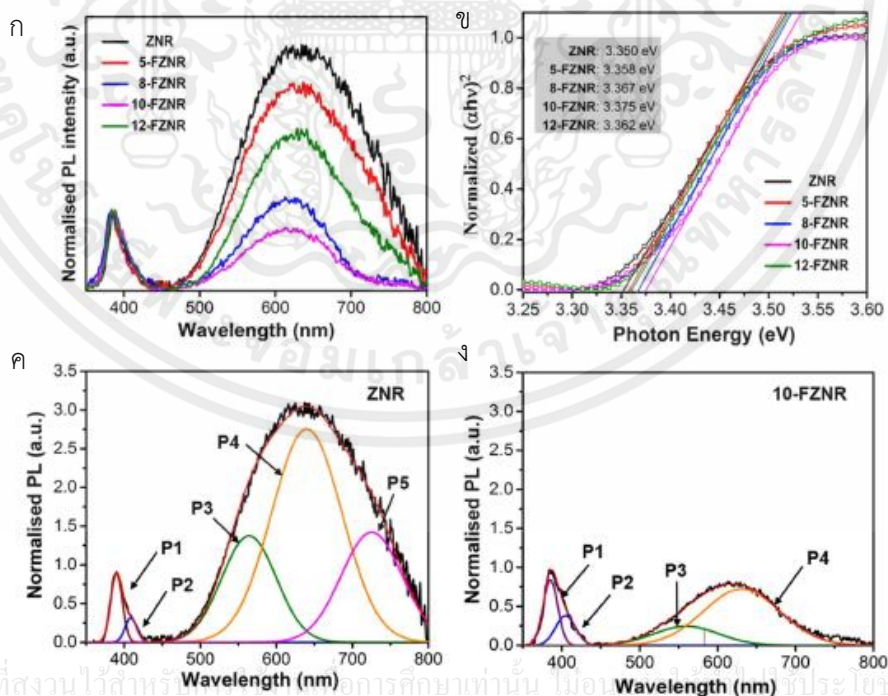 ก
Normalised PL intensity (a.u.)
ZNR
5-FZNR
8-FZNR
10-FZNR
12-FZNR
400 500 600 700 800
Wavelength (nm)
ข
Normalized (αhν)²
1.0
0.8
0.6
0.4
0.2
0.0
ZNR: 3.350 eV
5-FZNR: 3.358 eV
8-FZNR: 3.367 eV
10-FZNR: 3.375 eV
12-FZNR: 3.362 eV
ZNR
5-FZNR
8-FZNR
10-FZNR
12-FZNR
3.25 3.30 3.35 3.40 3.45 3.50 3.55 3.60
Photon Energy (eV)
ค
Normalised PL (a.u.)
3.5
3.0
2.5
2.0
1.5
1.0
0.5
0.0
ZNR
P4
P3
P5
P1
P2
400 500 600 700 800
Wavelength (nm)
ง
Normalised PL (a.u.)
3.5
3.0
2.5
2.0
1.5
1.0
0.5
0.0
10-FZNR
P1
P2
P3
P4
400 500 600 700 800
Wavelength (nm)